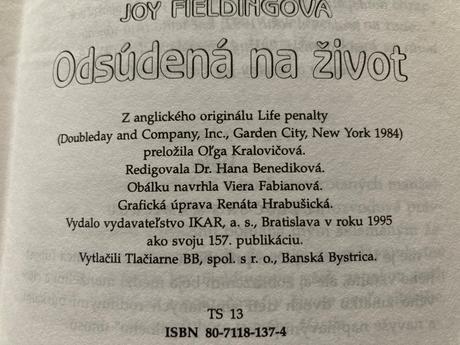 JOY FIELDINGOVÁ
Odsúdená na život
Z anglického originálu Life penalty
(Doubleday and Company, Inc., Garden City, New York 1984)
preložila Oľga Kralovičová.
Redigovala Dr. Hana Benediková.
Obálku navrhla Viera Fabianová.
Grafická úprava Renáta Hrabušická.
Vydalo vydavateľstvo IKAR, a. s., Bratislava v roku 1995
ako svoju 157. publikáciu.
Vytlačili Tlačiarne BB, spol. s r. o., Banská Bystrica.
TS 13
ISBN 80-7118-137-4